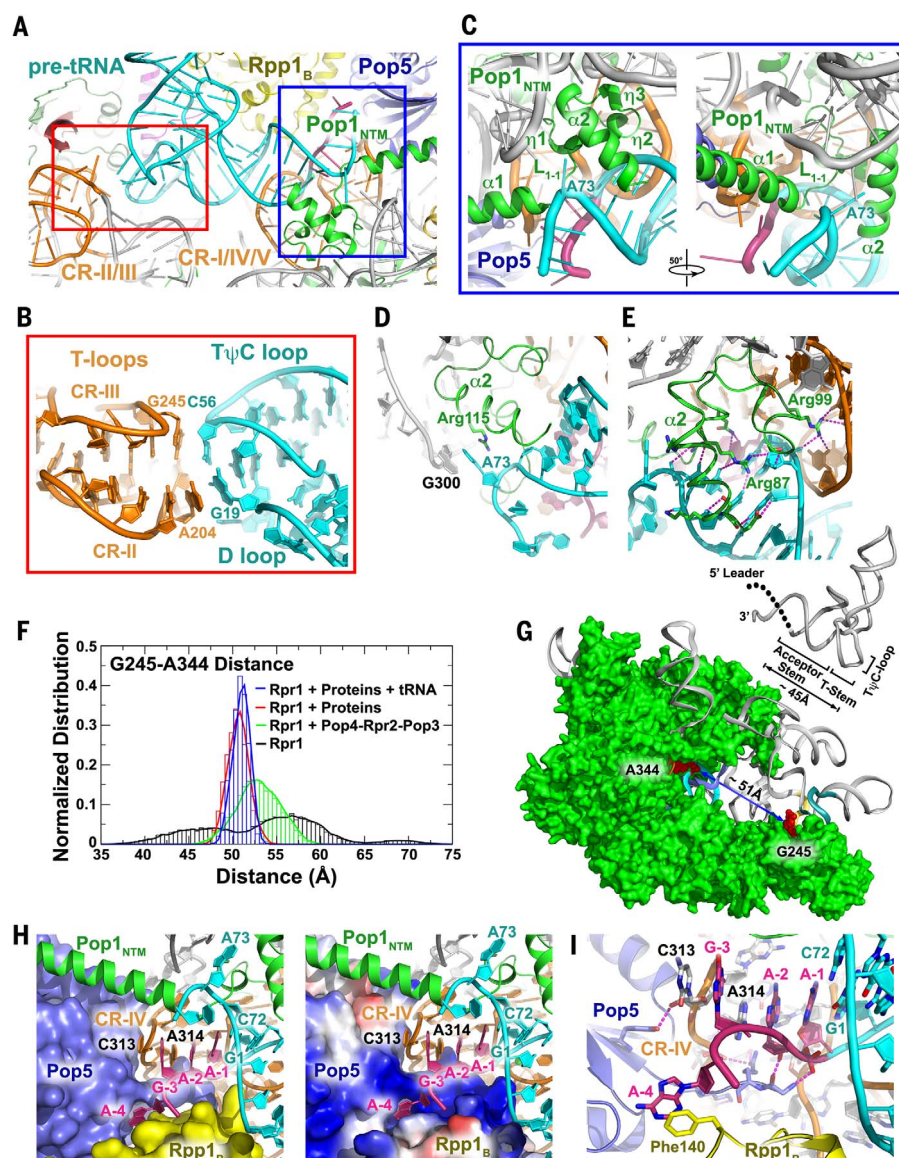 A
pre-tRNA
Rpp1B
Pop5
Pop1NTM
CR-II/III
CR-I/IV/V
C
Pop1NTM
η3
α2
η1
η2
L1-1
α1
A73
Pop5
50°
Pop1NTM
α1
L1-1
A73
α2
B
T-loops
TψC loop
CR-III
G245
C56
G19
A204
CR-II
D loop
D
α2
Arg115
A73
G300
E
Arg99
α2
Arg87
5' Leader
3'
Acceptor
Stem
T-Stem
TψC-loop
~ 45Å
F
G245-A344 Distance
Normalized Distribution
0.5
0.4
0.3
0.2
0.1
0
Rpr1 + Proteins + tRNA
Rpr1 + Proteins
Rpr1 + Pop4-Rpr2-Pop3
Rpr1
35 40 45 50 55 60 65 70 75
Distance (Å)
G
A344
~ 51Å
G245
H
Pop1NTM
A73
CR-IV
A314
C72
C313
G1
Pop5
A-1
A-2
G-3
A-4
Rpp1B
Pop1NTM
A73
CR-IV
A314
C72
C313
G1
Pop5
A-1
A-2
G-3
A-4
Rpp1B
I
G-3
C313
C72
A-2
A-1
A314
Pop5
G1
CR-IV
A-4
Phe140
Rpp1B